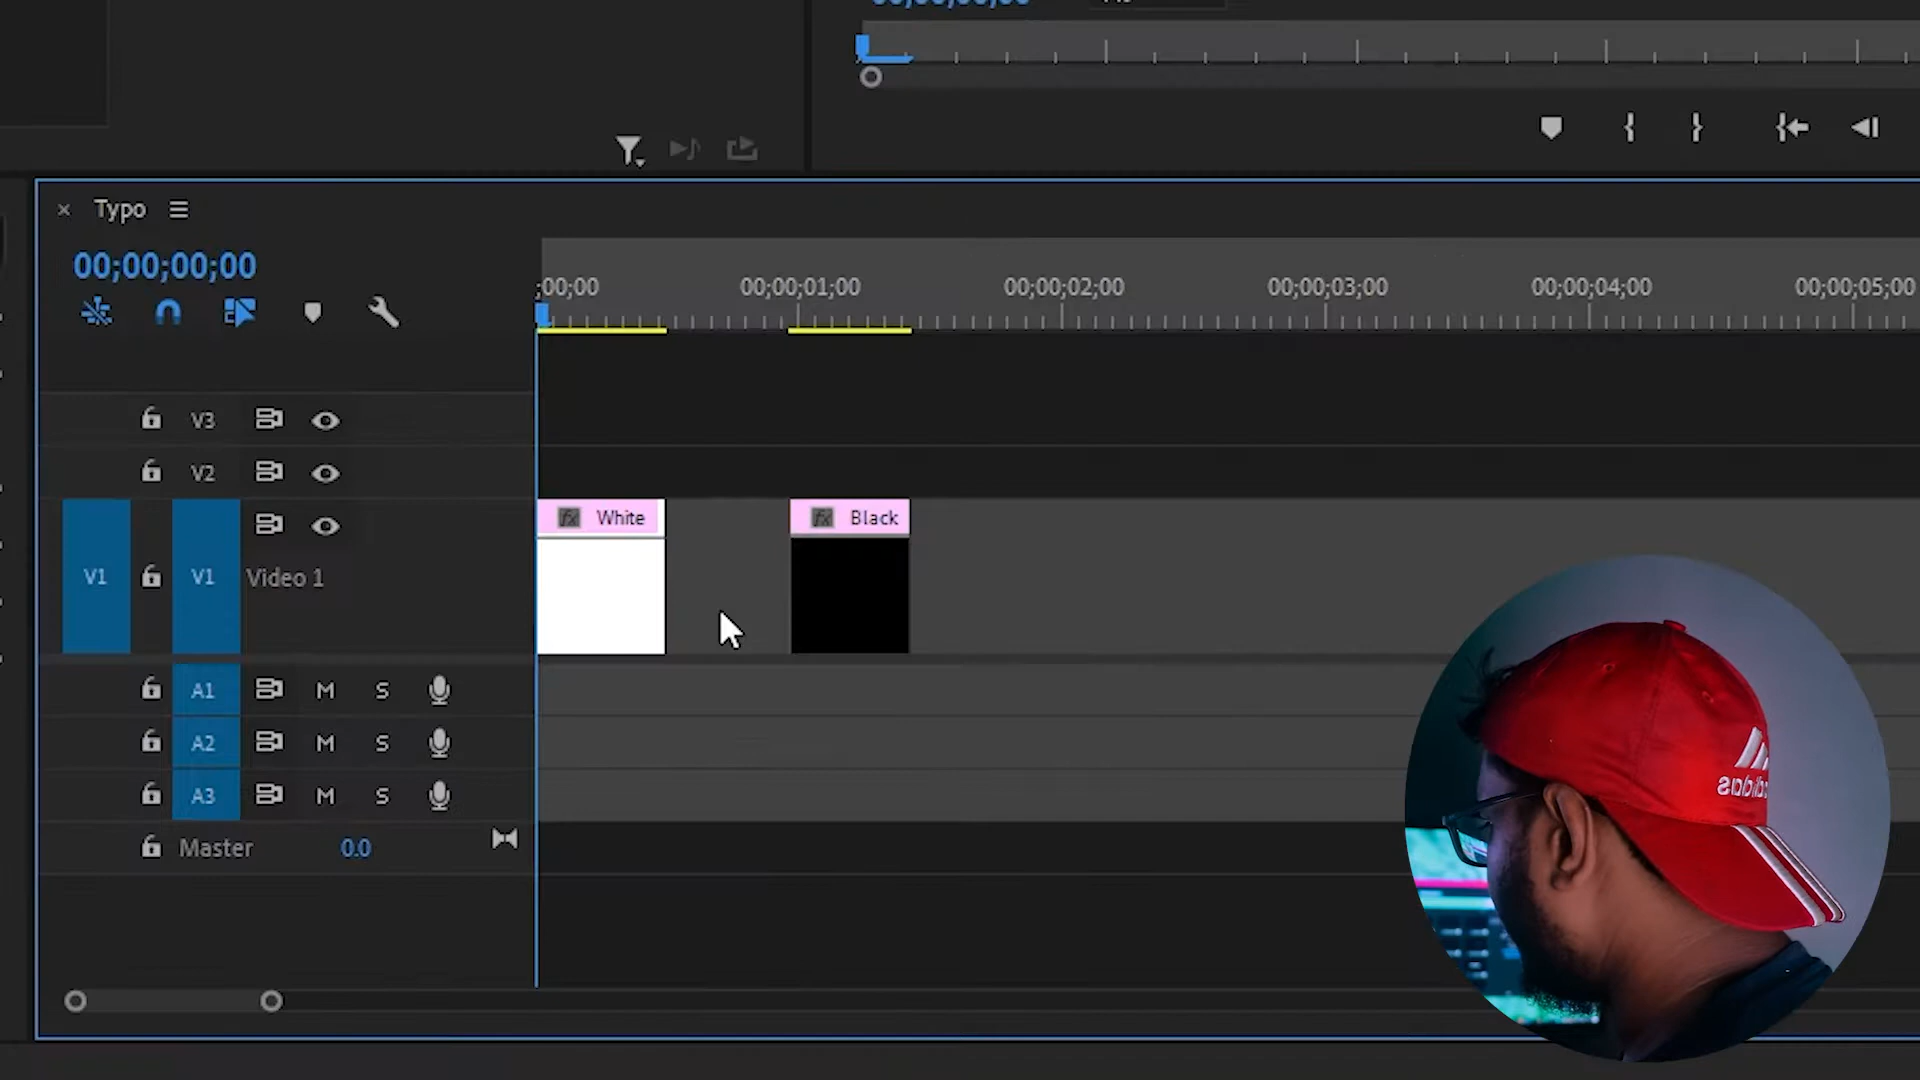 Typo
00;00;00;00
;00;00 00;00;01;00 00;00;02;00 00;00;03;00 00;00;04;00 00;00;05;00
V3
V2
White Black
V1 V1 Video 1
A1 M S
A2 M S
A3 M S
Master 0.0
adidas